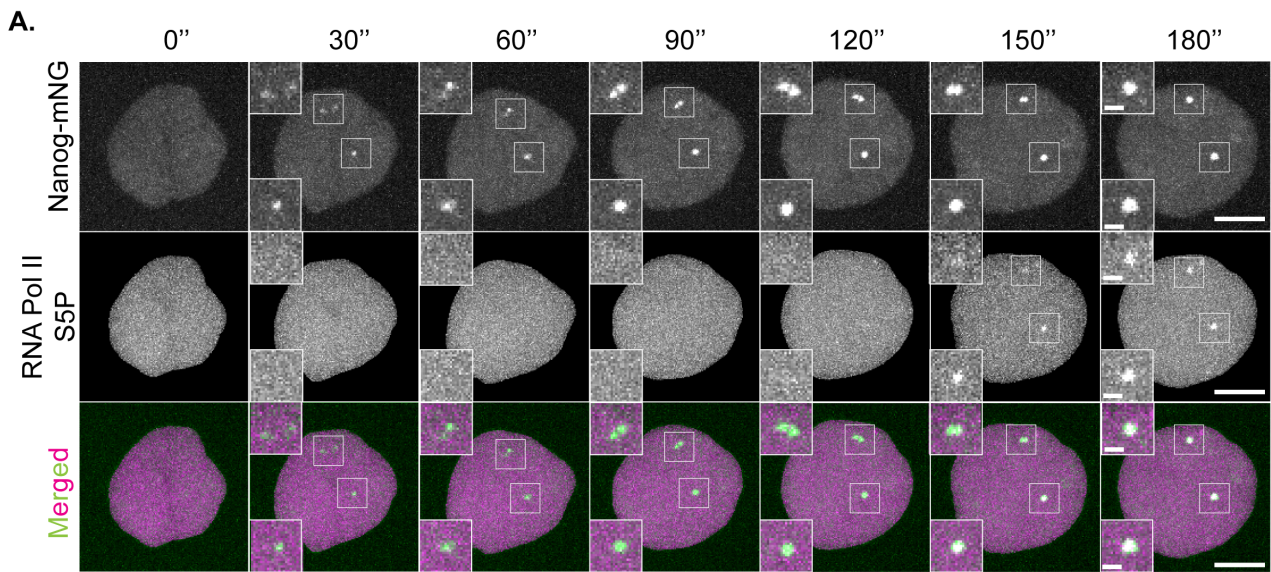 A.
0’’ 30’’ 60’’ 90’’ 120’’ 150’’ 180’’
Nanog-mNG
RNA Pol II
S5P
Merged